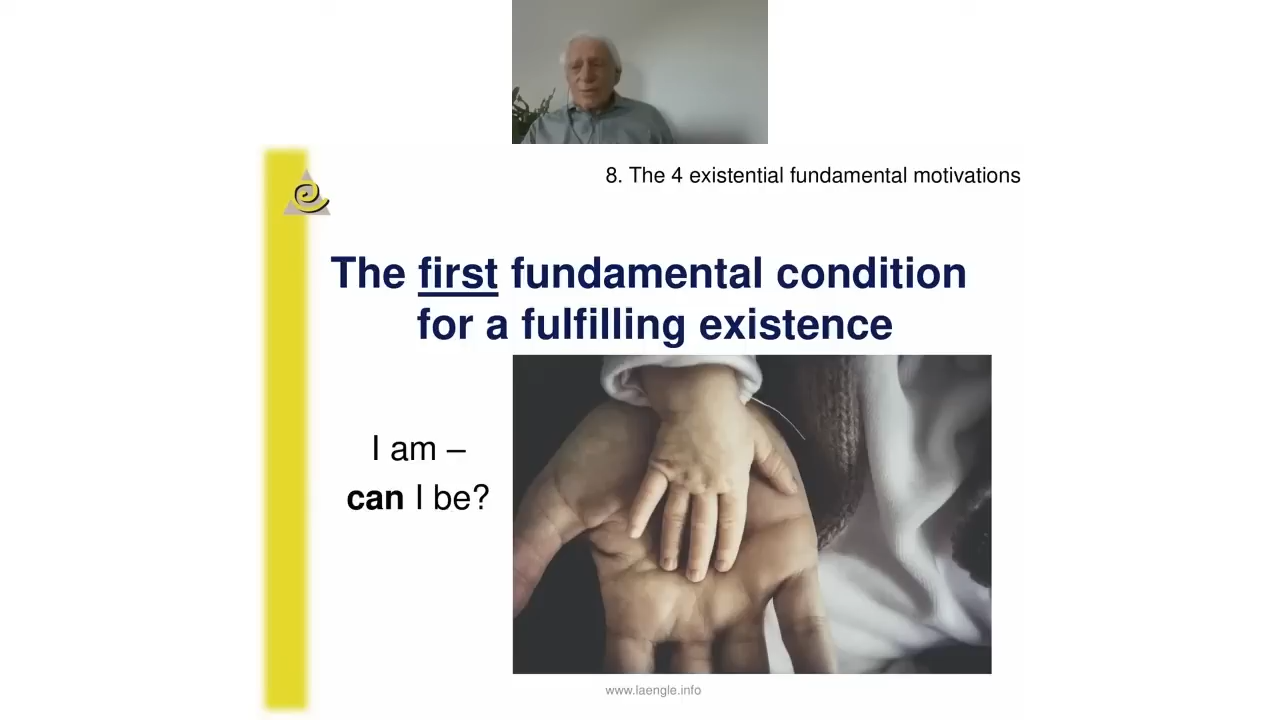 8. The 4 existential fundamental motivations
The first fundamental condition
for a fulfilling existence
I am –
can I be?
www.laengle.info